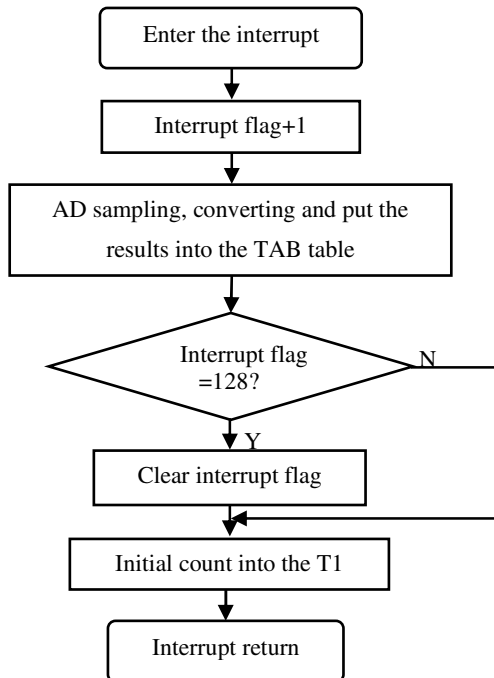 Enter the interrupt
Interrupt flag+1
AD sampling, converting and put the
results into the TAB table
Interrupt flag
=128?
N
Y
Clear interrupt flag
Initial count into the T1
Interrupt return